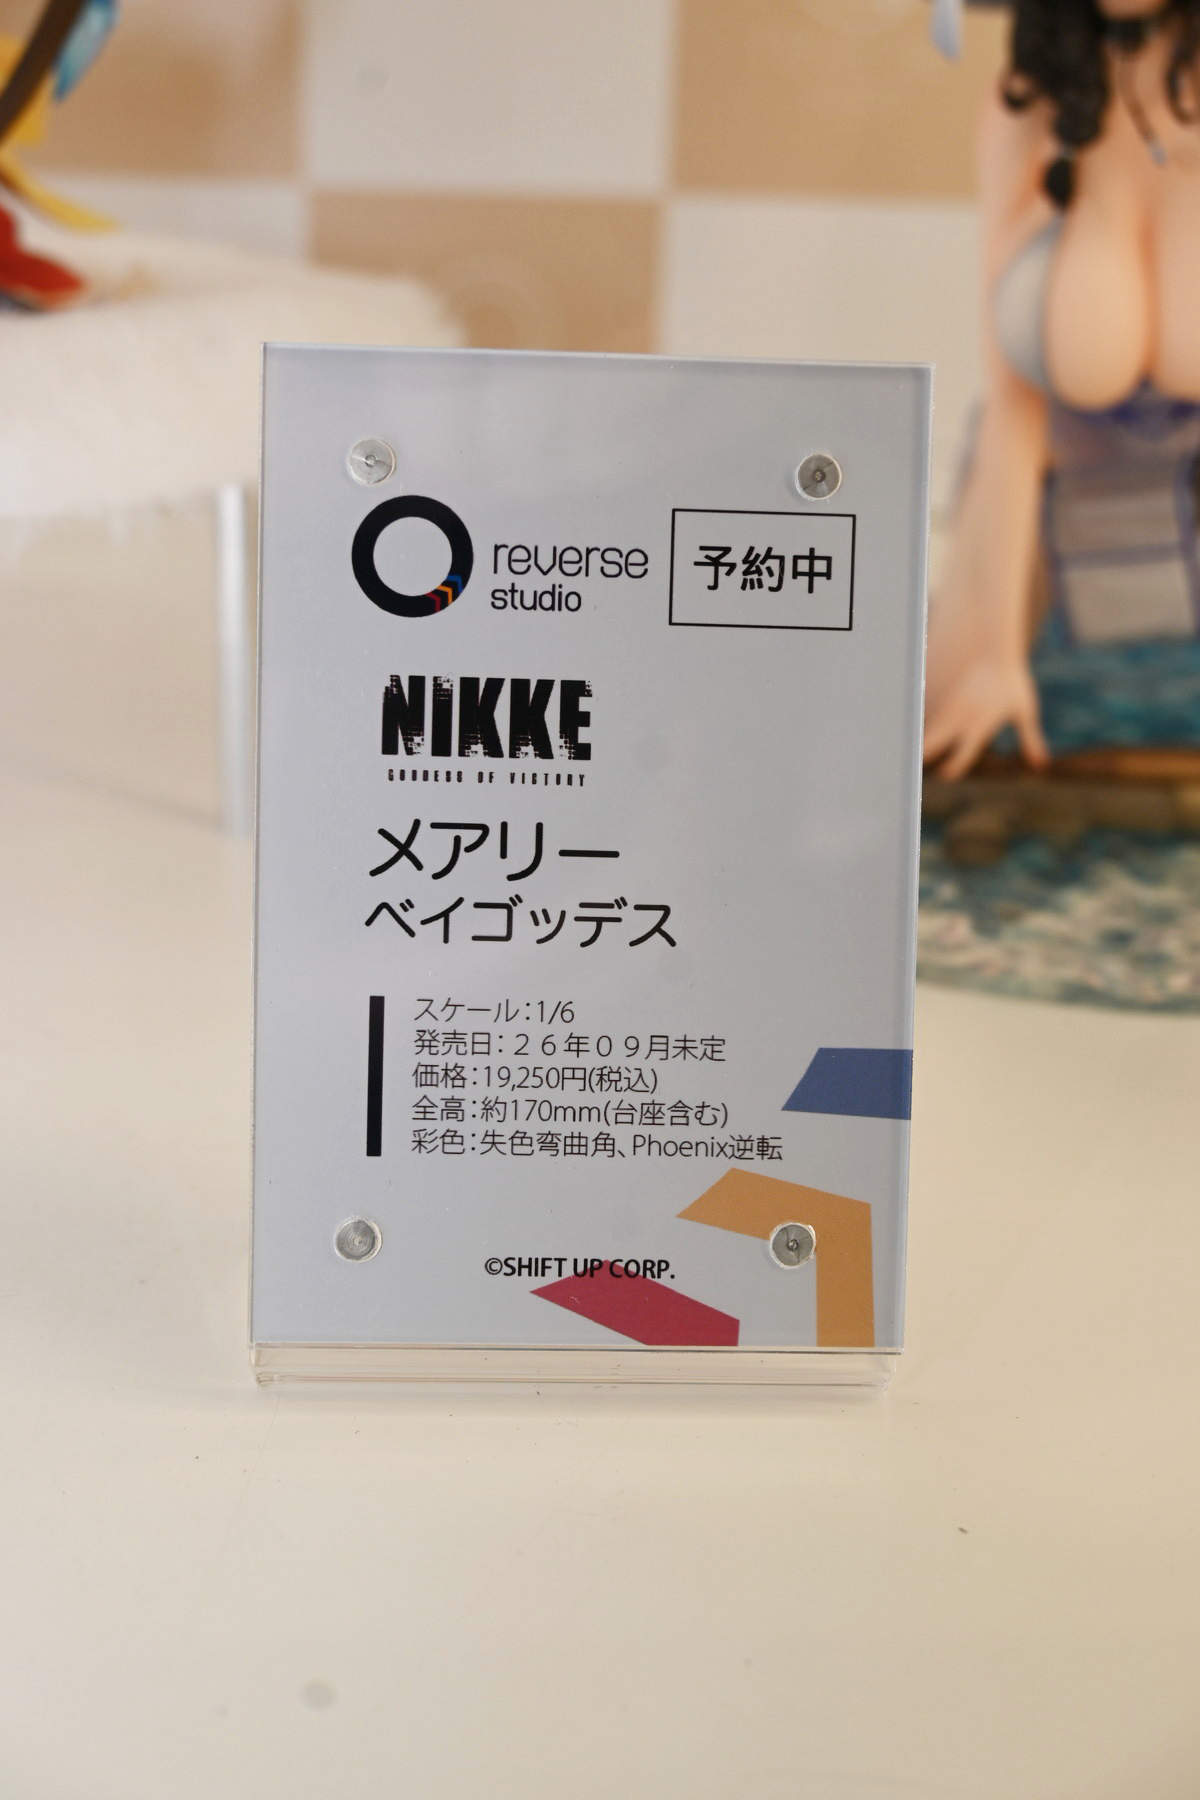 reverse
studio
予約中
NIKKE
GODDESS OF VICTORY
メアリー
ベイゴッデス
スケール：1/6
発売日：２６年０９月未定
価格：19,250円(税込)
全高：約170mm(台座含む)
彩色：失色弯曲角、Phoenix逆転
©SHIFT UP CORP.